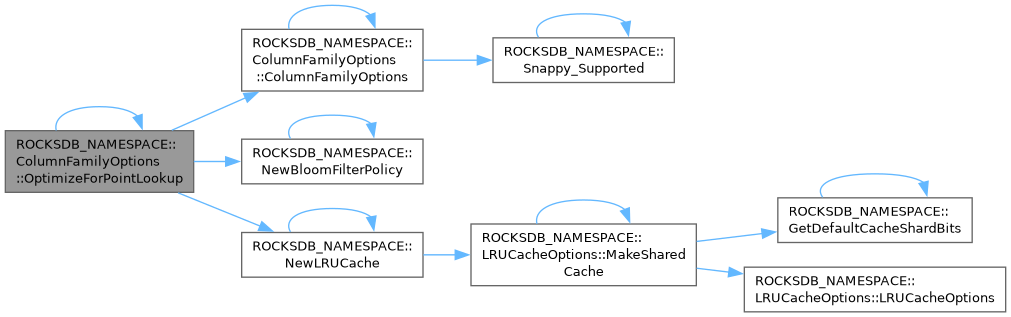 ROCKSDB_NAMESPACE::
ColumnFamilyOptions
::OptimizeForPointLookup
ROCKSDB_NAMESPACE::
ColumnFamilyOptions
::ColumnFamilyOptions
ROCKSDB_NAMESPACE::
Snappy_Supported
ROCKSDB_NAMESPACE::
NewBloomFilterPolicy
ROCKSDB_NAMESPACE::
NewLRUCache
ROCKSDB_NAMESPACE::
LRUCacheOptions::MakeShared
Cache
ROCKSDB_NAMESPACE::
GetDefaultCacheShardBits
ROCKSDB_NAMESPACE::
LRUCacheOptions::LRUCacheOptions